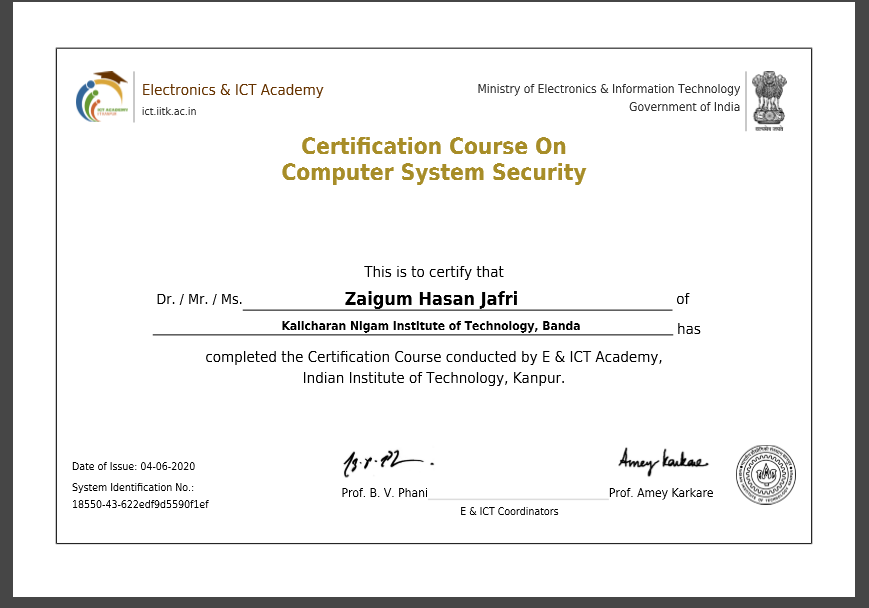 Electronics & ICT Academy
ict.iitk.ac.in
Ministry of Electronics & Information Technology
Government of India
ICT ACADEMY
सत्यमेव जयते
Certification Course On
Computer System Security
This is to certify that
Dr. / Mr. / Ms. Zaigum Hasan Jafri of
Kalicharan Nigam Institute of Technology, Banda has
completed the Certification Course conducted by E & ICT Academy,
Indian Institute of Technology, Kanpur.
Date of Issue: 04-06-2020
System Identification No.:
18550-43-622edf9d5590f1ef
Amey Karkare
Prof. B. V. Phani Prof. Amey Karkare
E & ICT Coordinators